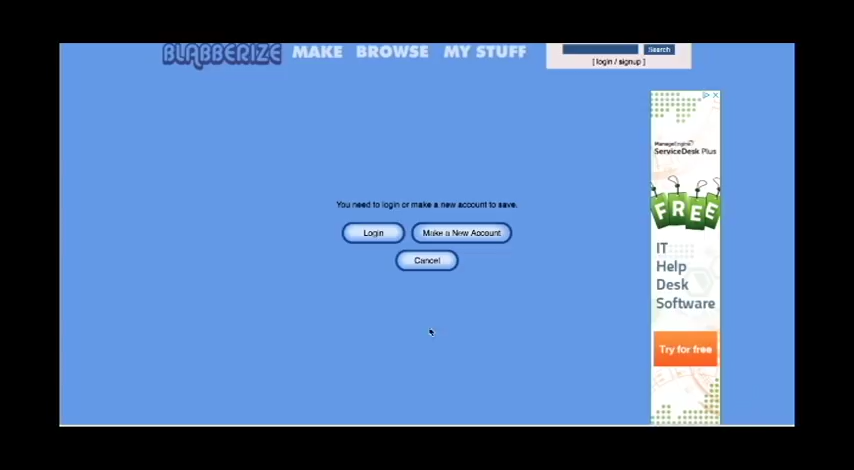 BLABBERIZE MAKE BROWSE MY STUFF
Search
[ login / signup ]
You need to login or make a new account to save.
Login Make a New Account
Cancel
ManageEngine
ServiceDesk Plus
FREE
IT
Help
Desk
Software
Try for free